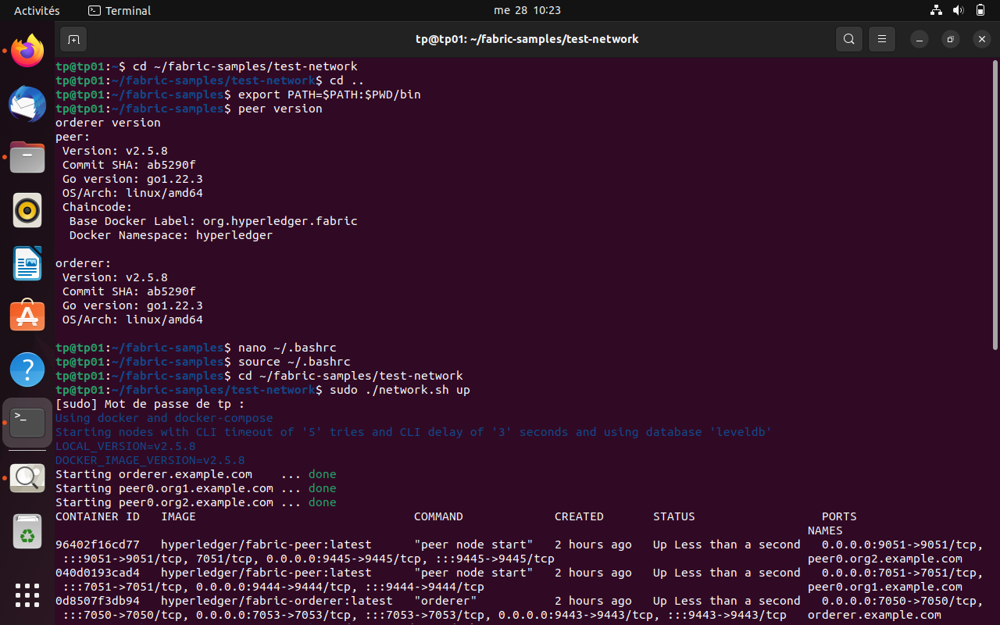 Activités Terminal me 28 10:23
tp@tp01: ~/fabric-samples/test-network
tp@tp01:~$ cd ~/fabric-samples/test-network
tp@tp01:~/fabric-samples/test-network$ cd ..
tp@tp01:~/fabric-samples$ export PATH=$PATH:$PWD/bin
tp@tp01:~/fabric-samples$ peer version
orderer version
peer:
 Version: v2.5.8
 Commit SHA: ab5290f
 Go version: go1.22.3
 OS/Arch: linux/amd64
 Chaincode:
  Base Docker Label: org.hyperledger.fabric
  Docker Namespace: hyperledger
orderer:
 Version: v2.5.8
 Commit SHA: ab5290f
 Go version: go1.22.3
 OS/Arch: linux/amd64
tp@tp01:~/fabric-samples$ nano ~/.bashrc
tp@tp01:~/fabric-samples$ source ~/.bashrc
tp@tp01:~/fabric-samples$ cd ~/fabric-samples/test-network
tp@tp01:~/fabric-samples/test-network$ sudo ./network.sh up
[sudo] Mot de passe de tp :
Using docker and docker-compose
Starting nodes with CLI timeout of '5' tries and CLI delay of '3' seconds and using database 'leveldb'
LOCAL_VERSION=v2.5.8
DOCKER_IMAGE_VERSION=v2.5.8
Starting orderer.example.com    ... done
Starting peer0.org1.example.com ... done
Starting peer0.org2.example.com ... done
CONTAINER ID   IMAGE                               COMMAND             CREATED       STATUS                  PORTS
NAMES
96402f16cd77   hyperledger/fabric-peer:latest      "peer node start"   2 hours ago   Up Less than a second   0.0.0.0:9051->9051/tcp,
 :::9051->9051/tcp, 7051/tcp, 0.0.0.0:9445->9445/tcp, :::9445->9445/tcp                                    peer0.org2.example.com
040d0193cad4   hyperledger/fabric-peer:latest      "peer node start"   2 hours ago   Up Less than a second   0.0.0.0:7051->7051/tcp,
 :::7051->7051/tcp, 0.0.0.0:9444->9444/tcp, :::9444->9444/tcp                                              peer0.org1.example.com
0d8507f3db94   hyperledger/fabric-orderer:latest   "orderer"           2 hours ago   Up Less than a second   0.0.0.0:7050->7050/tcp,
 :::7050->7050/tcp, 0.0.0.0:7053->7053/tcp, :::7053->7053/tcp, 0.0.0.0:9443->9443/tcp, :::9443->9443/tcp   orderer.example.com